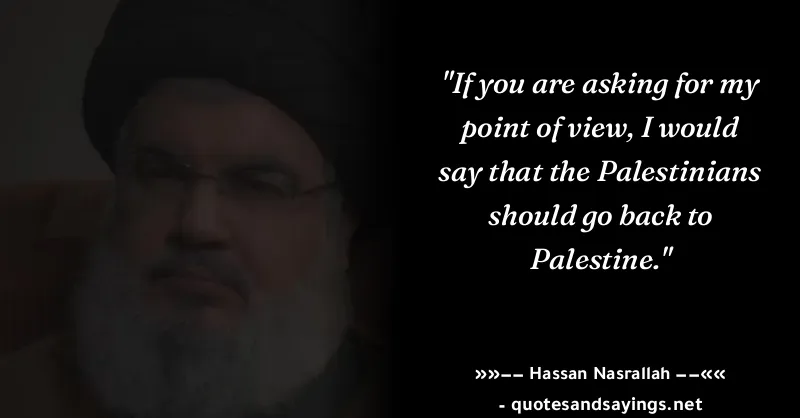 "If you are asking for my
point of view, I would
say that the Palestinians
should go back to
Palestine."
»»–– Hassan Nasrallah ––««
- quotesandsayings.net